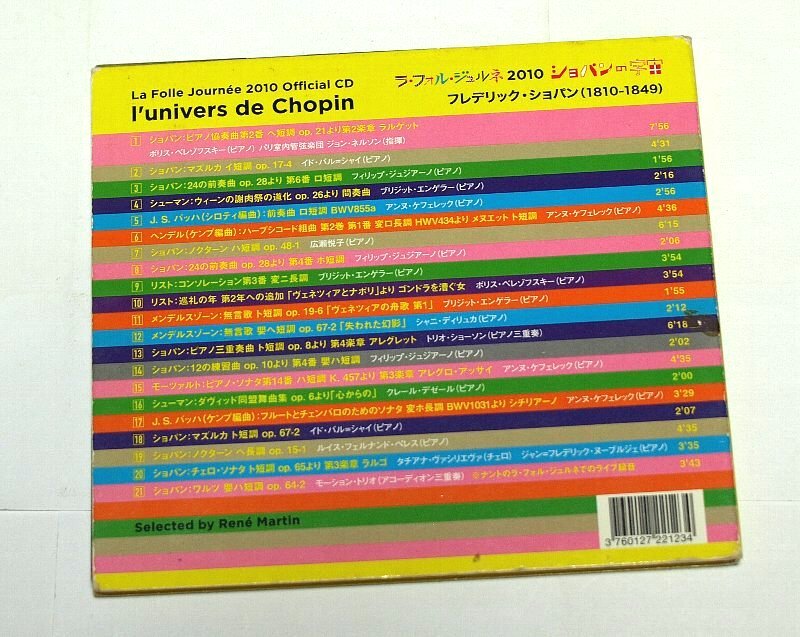 La Folle Journée 2010 Official CD
l'univers de Chopin
ラ・フォル・ジュルネ 2010 ショパンの宇宙
フレデリック・ショパン(1810-1849)
1 ショパン:ピアノ協奏曲第2番 ヘ短調 op. 21より第2楽章 ラルゲット 7'56
ボリス・ベレゾフスキー(ピアノ) パリ室内管弦楽団 ジョン・ネルソン(指揮)
2 ショパン:マズルカ イ短調 op. 17-4 イド・バル=シャイ(ピアノ) 4'31
3 ショパン:24の前奏曲 op. 28より 第6番 ロ短調 フィリップ・ジュジアーノ(ピアノ) 1'56
4 シューマン:ウィーンの謝肉祭の道化 op. 26より 間奏曲 ブリジット・エンゲラー(ピアノ) 2'16
5 J. S. バッハ(シロティ編曲):前奏曲 ロ短調 BWV855a アンヌ・ケフェレック(ピアノ) 2'56
6 ヘンデル(ケンプ編曲):ハープスコード組曲 第2巻 第1番 変ロ長調 HWV434より メヌエット ト短調 アンヌ・ケフェレック(ピアノ) 4'36
7 ショパン:ノクターン ハ短調 op. 48-1 広瀬悦子(ピアノ) 6'15
8 ショパン:24の前奏曲 op. 28より 第4番 ホ短調 フィリップ・ジュジアーノ(ピアノ) 2'06
9 リスト:コンソレーション第3番 変ニ長調 ブリジット・エンゲラー(ピアノ) 3'54
10 リスト:巡礼の年 第2年への追加「ヴェネツィアとナポリ」より ゴンドラを漕ぐ女 ボリス・ベレゾフスキー(ピアノ) 3'54
11 メンデルスゾーン:無言歌 ト短調 op. 19-6「ヴェネツィアの舟歌 第1」 ブリジット・エンゲラー(ピアノ) 1'55
12 メンデルスゾーン:無言歌 嬰ヘ短調 op. 67-2「失われた幻影」 シャニ・ディリュカ(ピアノ) 2'12
13 ショパン:ピアノ三重奏曲 ト短調 op. 8より 第4楽章 アレグレット トリオ・ショーソン(ピアノ三重奏) 6'18
14 ショパン:12の練習曲 op. 10より 第4番 嬰ハ短調 フィリップ・ジュジアーノ(ピアノ) 2'02
15 モーツァルト:ピアノ・ソナタ第14番 ハ短調 K. 457より 第3楽章 アレグロ・アッサイ アンヌ・ケフェレック(ピアノ) 4'35
16 シューマン:ダヴィッド同盟舞曲集 op. 6より「心からの」 クレール・デゼール(ピアノ) 2'00
17 J. S. バッハ(ケンプ編曲):フルートとチェンバロのためのソナタ 変ホ長調 BWV1031より シチリアーノ アンヌ・ケフェレック(ピアノ) 3'29
18 ショパン:マズルカ ト短調 op. 67-2 イド・バル=シャイ(ピアノ) 2'07
19 ショパン:ノクターン ヘ長調 op. 15-1 ルイス・フェルナンド・ペレス(ピアノ) 4'35
20 ショパン:チェロ・ソナタ ト短調 op. 65より 第3楽章 ラルゴ タチアナ・ヴァシリエヴァ(チェロ) ジャン=フレデリック・ヌーブルジェ(ピアノ) 3'35
21 ショパン:ワルツ 嬰ハ短調 op. 64-2 モーション・トリオ(アコーディオン三重奏) ※ナントのラ・フォル・ジュルネでのライブ録音 3'43
Selected by René Martin
3 760127 221234